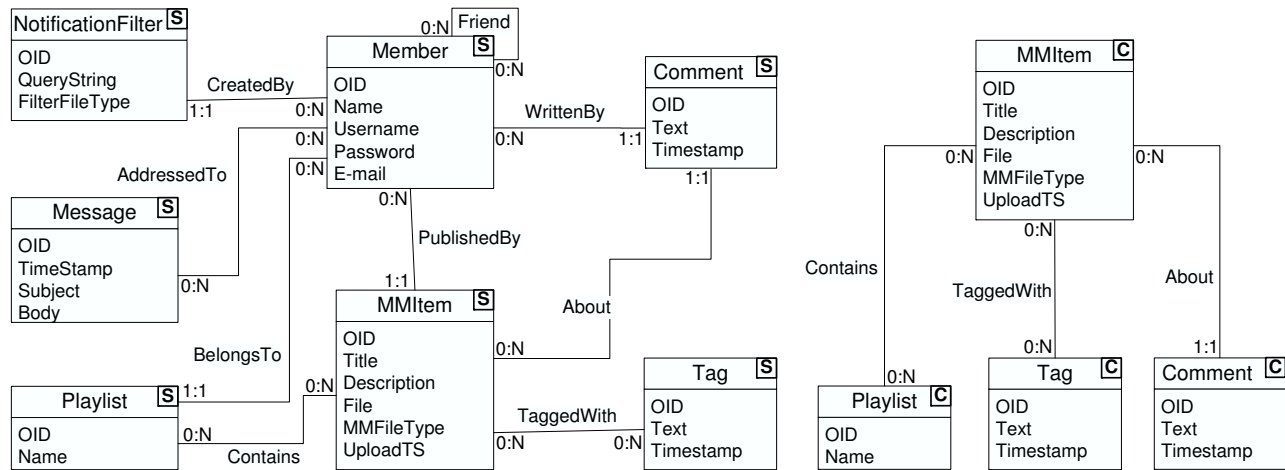 NotificationFilter S
OID
QueryString
FilterFileType
CreatedBy
1:1
0:N
0:N
Friend
0:N
Member S
OID
Name
Username
Password
E-mail
0:N
0:N
0:N
0:N
WrittenBy
1:1
Comment S
OID
Text
Timestamp
1:1
AddressedTo
Message S
OID
TimeStamp
Subject
Body
0:N
PublishedBy
1:1
MMItem S
OID
Title
Description
File
MMFileType
UploadTS
0:N
About
BelongsTo
1:1
0:N
Playlist S
OID
Name
0:N
Contains
TaggedWith
0:N
0:N
Tag S
OID
Text
Timestamp
MMItem C
OID
Title
Description
File
MMFileType
UploadTS
0:N
0:N
0:N
Contains
TaggedWith
About
0:N
0:N
1:1
Playlist C
OID
Name
Tag C
OID
Text
Timestamp
Comment C
OID
Text
Timestamp